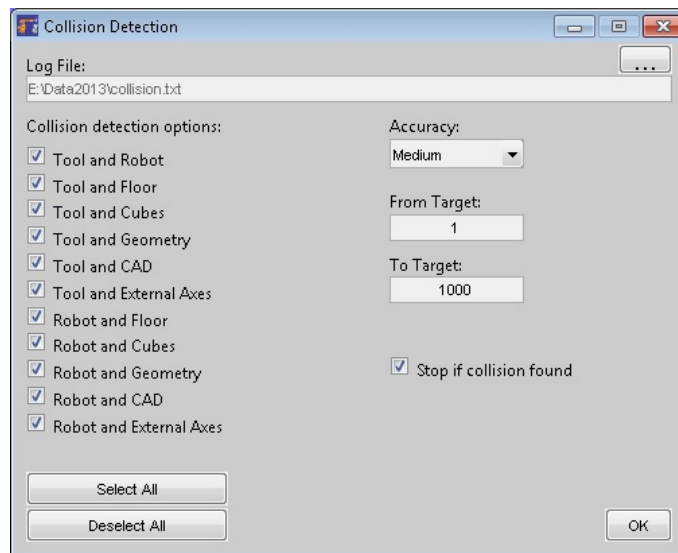 Collision Detection
...
Log File:
E:\Data2013\collision.txt
Collision detection options:
Tool and Robot
Tool and Floor
Tool and Cubes
Tool and Geometry
Tool and CAD
Tool and External Axes
Robot and Floor
Robot and Cubes
Robot and Geometry
Robot and CAD
Robot and External Axes
Accuracy:
Medium
From Target:
1
To Target:
1000
Stop if collision found
Select All
Deselect All
OK